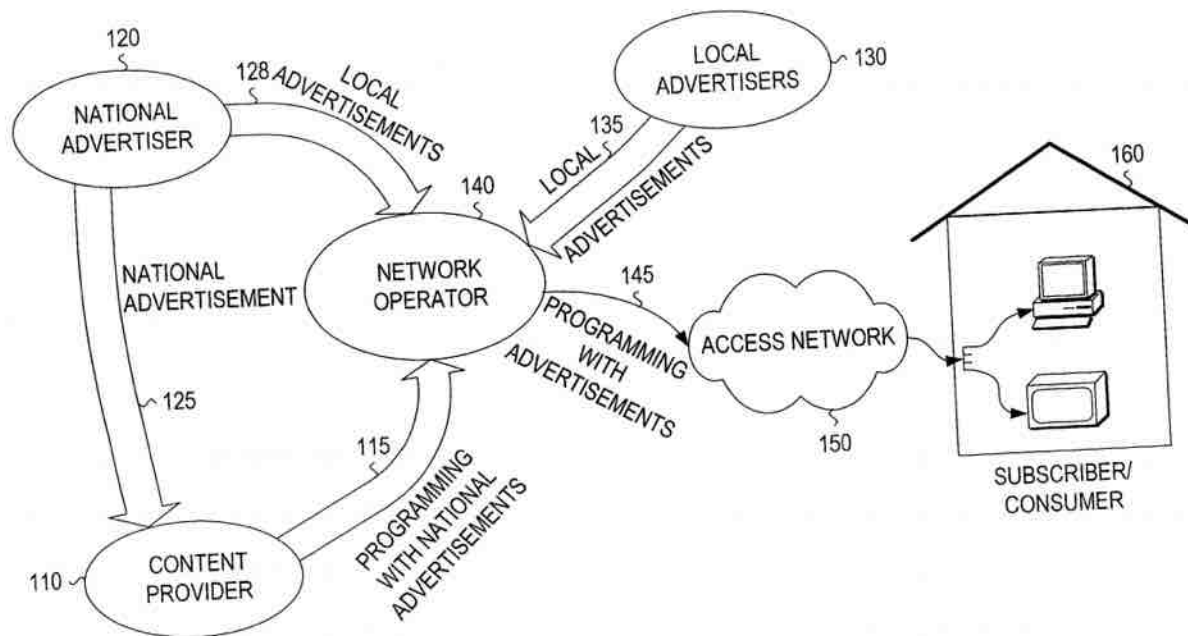 120
NATIONAL
ADVERTISER
128
LOCAL
ADVERTISEMENTS
LOCAL
ADVERTISERS
130
135
LOCAL
ADVERTISEMENTS
140
NETWORK
OPERATOR
NATIONAL
ADVERTISEMENT
125
145
PROGRAMMING
WITH
ADVERTISEMENTS
ACCESS NETWORK
150
160
SUBSCRIBER/
CONSUMER
115
PROGRAMMING
WITH NATIONAL
ADVERTISEMENTS
110
CONTENT
PROVIDER